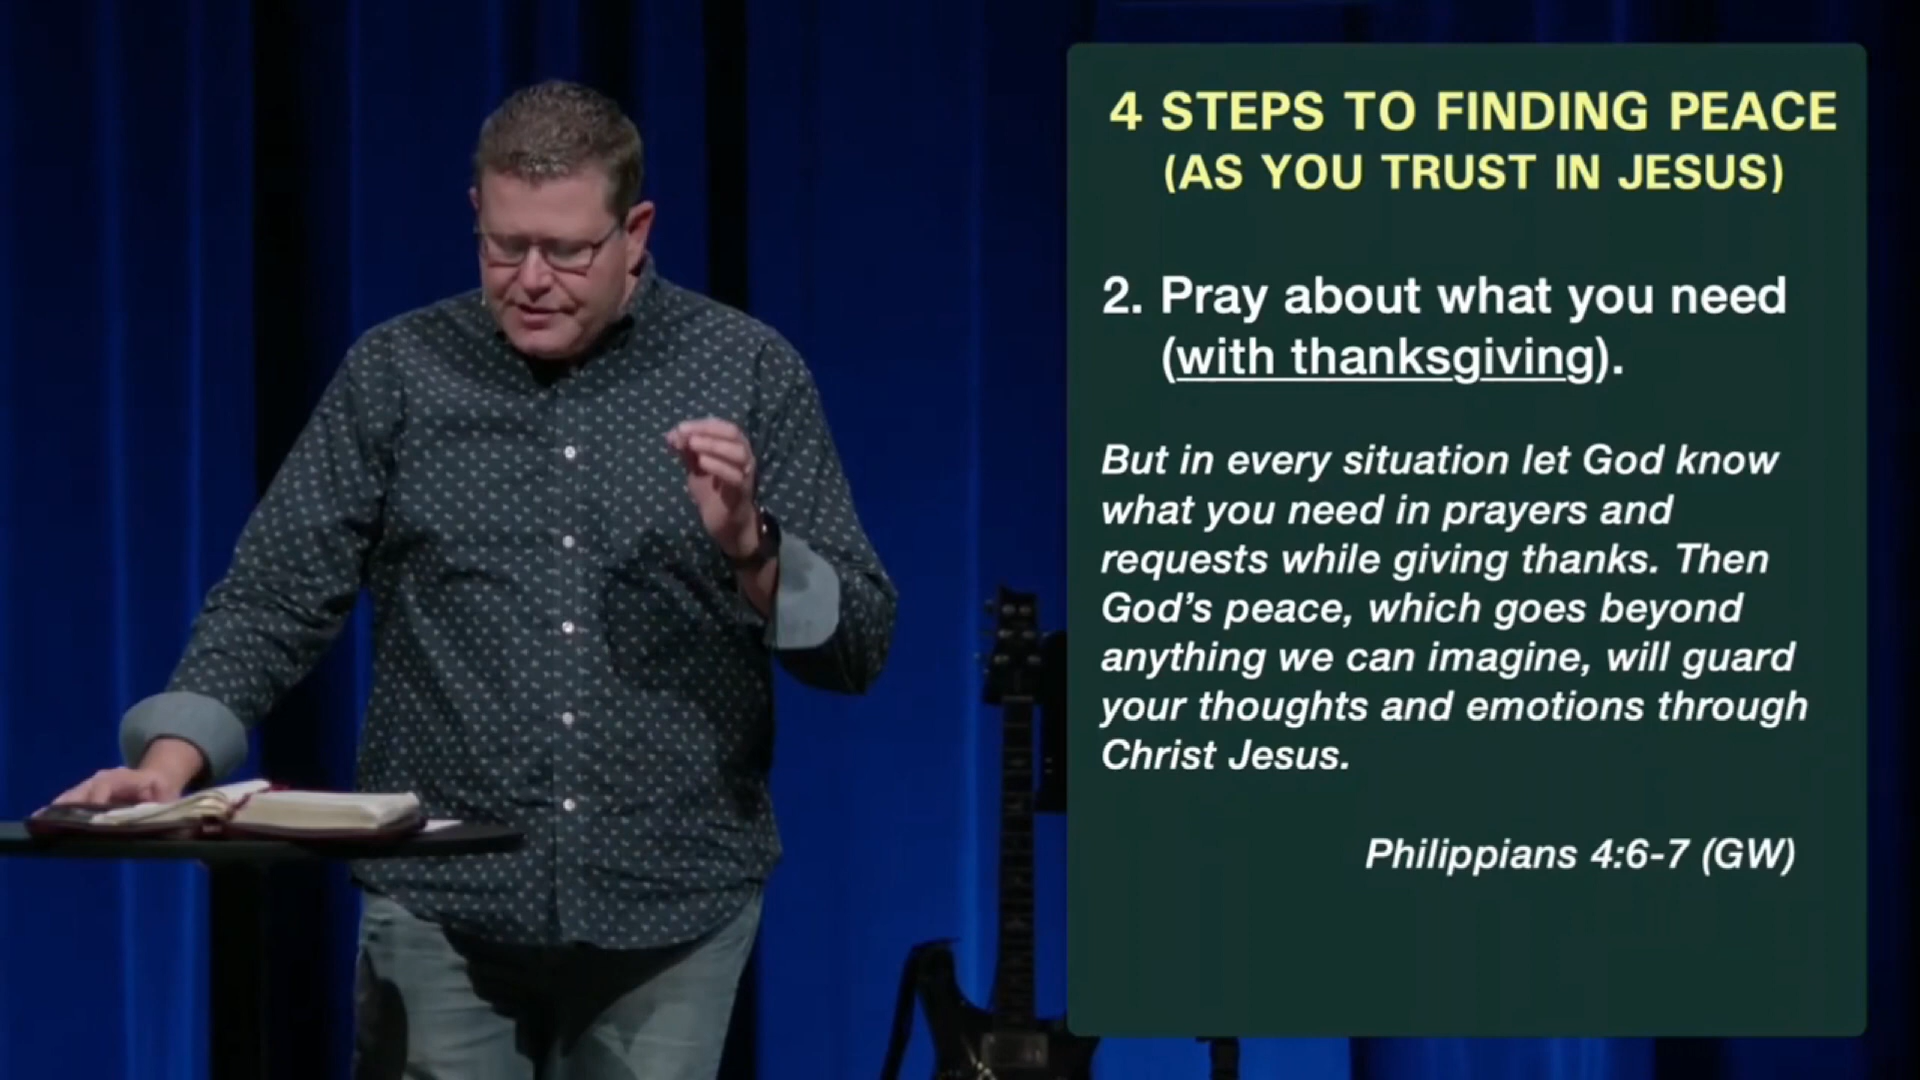 4 STEPS TO FINDING PEACE
(AS YOU TRUST IN JESUS)
2. Pray about what you need
(with thanksgiving).
But in every situation let God know
what you need in prayers and
requests while giving thanks. Then
God’s peace, which goes beyond
anything we can imagine, will guard
your thoughts and emotions through
Christ Jesus.
Philippians 4:6-7 (GW)